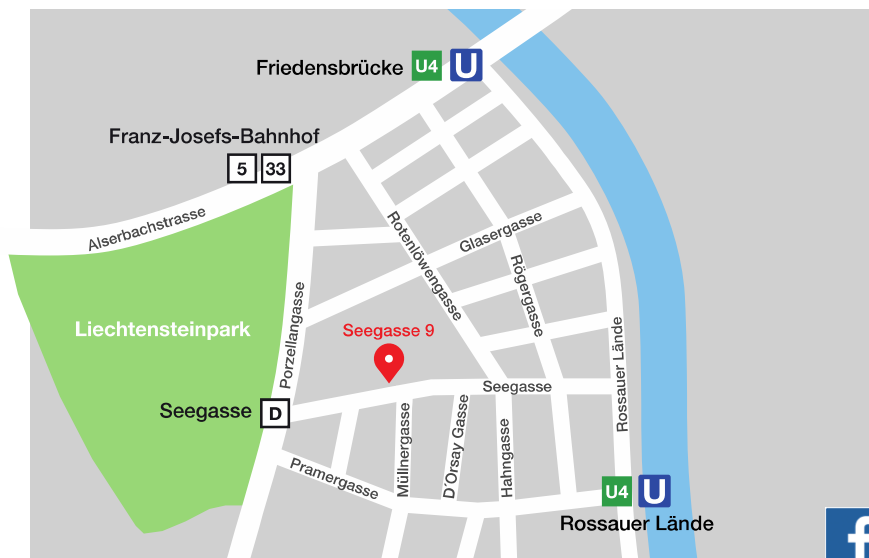 Friedensbrücke U4 U
Franz-Josefs-Bahnhof
5 33
Alserbachstrasse
Rotenlöwengasse
Glasergasse
Rögergasse
Liechtensteinpark
Porzellangasse
Seegasse 9
Rossauer Lände
Seegasse
Seegasse D
Pramergasse
Müllnergasse
D´Orsay Gasse
Hahngasse
U4 U
Rossauer Lände
f